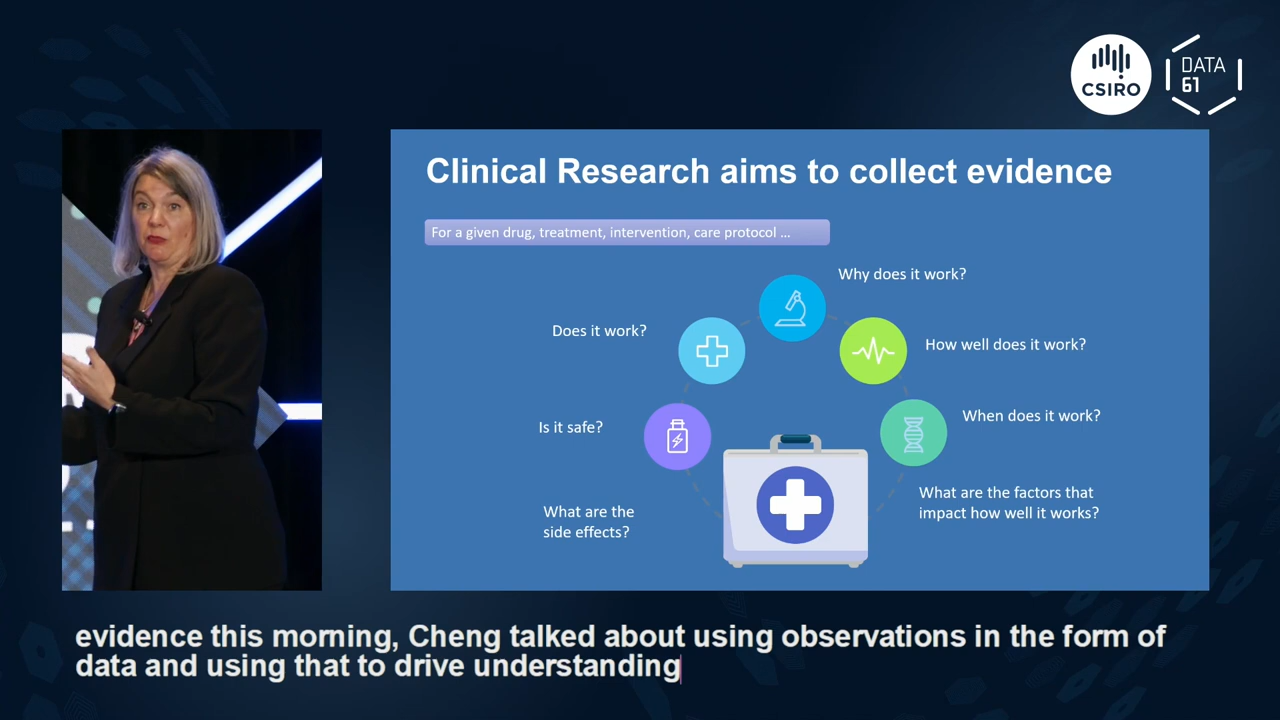 CSIRO
DATA
61
Clinical Research aims to collect evidence
For a given drug, treatment, intervention, care protocol ...
Why does it work?
Does it work?
How well does it work?
When does it work?
Is it safe?
What are the factors that
impact how well it works?
What are the
side effects?
evidence this morning, Cheng talked about using observations in the form of
data and using that to drive understanding